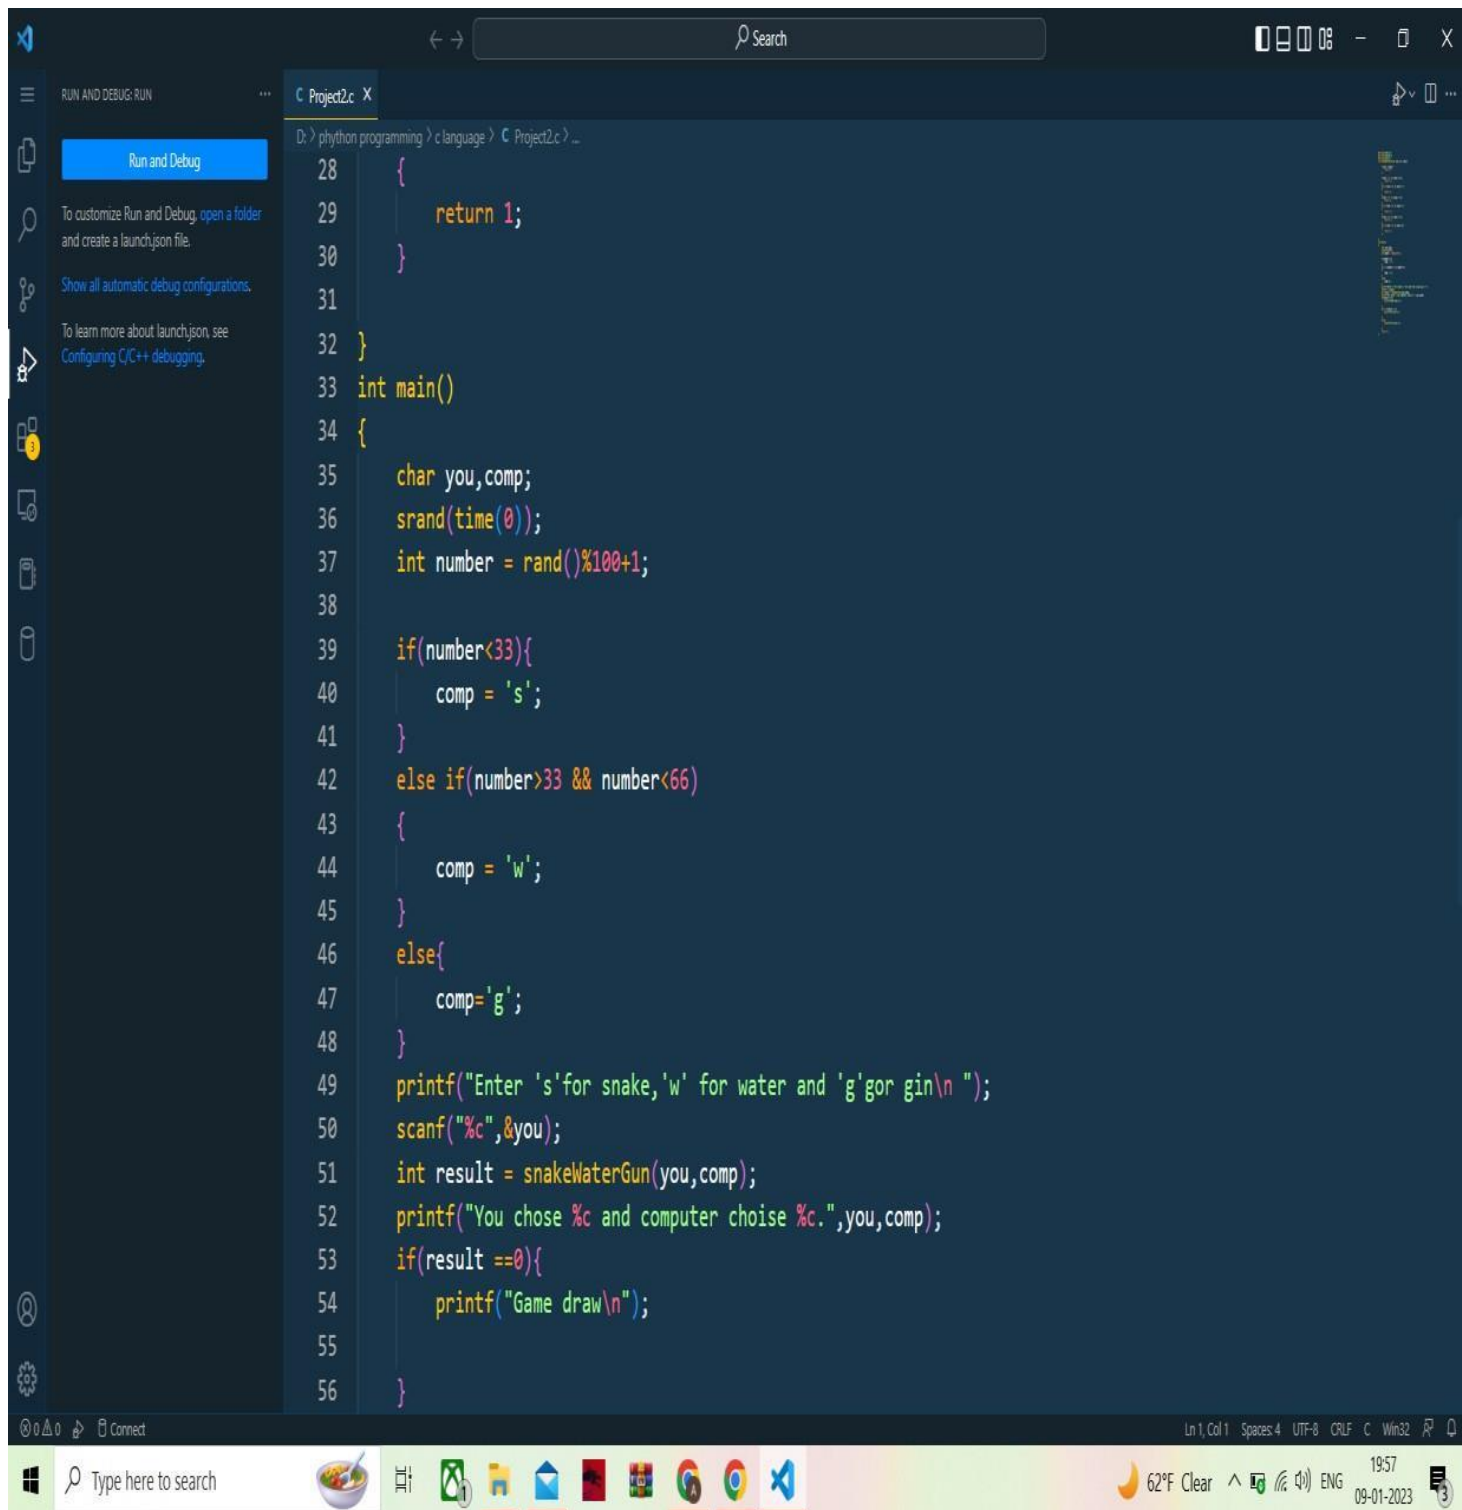 Search
RUN AND DEBUG: RUN ...
C Project2.c X
D: > phython programming > c language > C Project2.c > ...
Run and Debug
To customize Run and Debug, open a folder
and create a launch.json file.
Show all automatic debug configurations.
To learn more about launch.json, see
Configuring C/C++ debugging.
3
28 {
29 return 1;
30 }
31
32 }
33 int main()
34 {
35 char you,comp;
36 srand(time(0));
37 int number = rand()%100+1;
38
39 if(number<33){
40 comp = 's';
41 }
42 else if(number>33 && number<66)
43 {
44 comp = 'w';
45 }
46 else{
47 comp='g';
48 }
49 printf("Enter 's'for snake,'w' for water and 'g'gor gin\n ");
50 scanf("%c",&you);
51 int result = snakeWaterGun(you,comp);
52 printf("You chose %c and computer choise %c.",you,comp);
53 if(result ==0){
54 printf("Game draw\n");
55
56 }
0 0 Connect
Ln 1, Col 1 Spaces: 4 UTF-8 CRLF C Win32
Type here to search
1
A
62°F Clear ENG
19:57
09-01-2023
3